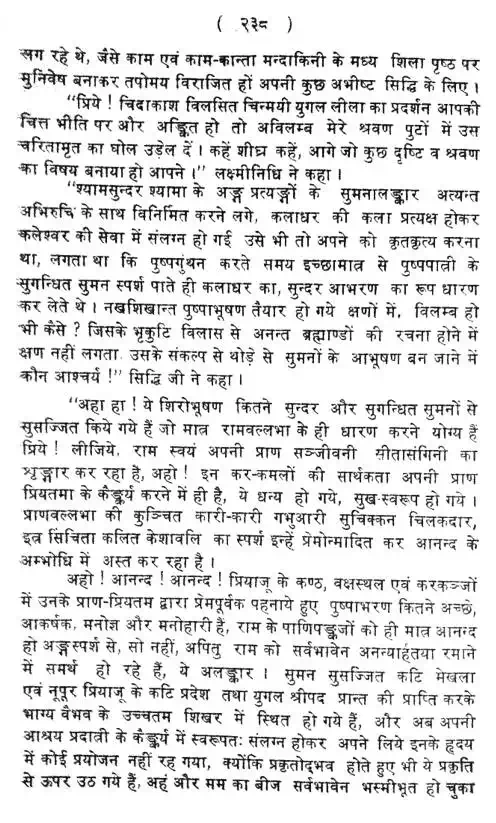 ( २३८ )
लग रहे थे, जैसे काम एवं काम-कान्ता मन्दाकिनी के मध्य शिला पृष्ठ पर
मुनिवेष बनाकर तपोमय विराजित हों अपनी कुछ अभीष्ट सिद्धि के लिए ।
"प्रिये ! चिदाकाश विलसित चिन्मयी युगल लीला का प्रदर्शन आपकी
चित्त भीति पर और अङ्कित हो तो अविलम्ब मेरे श्रवण पुटों में उस
चरितामृत का घोल उड़ेल दें । कहें शीघ्र कहें, आगे जो कुछ दृष्टि व श्रवण
का विषय बनाया हो आपने ।" लक्ष्मीनिधि ने कहा ।
"श्यामसुन्दर श्यामा के अङ्ग प्रत्यङ्गों के सुमनालङ्कार अत्यन्त
अभिरुचि के साथ विनिर्मित करने लगे, कलाधर की कला प्रत्यक्ष होकर
कलेश्वर की सेवा में संलग्न हो गई उसे भी तो अपने को कृतकृत्य करना
था, लगता था कि पुष्पगुंथन करते समय इच्छामात्र से पुष्पपात्री के
सुगन्धित सुमन स्पर्श पाते ही कलाधर का, सुन्दर आभरण का रूप धारण
कर लेते थे । नखशिखान्त पुष्पाभूषण तैयार हो गये क्षणों में, विलम्ब हो
भी कैसे ? जिसके भृकुटि विलास से अनन्त ब्रह्माण्डों की रचना होने में
क्षण नहीं लगता उसके संकल्प से थोड़े से सुमनों के आभूषण बन जाने में
कौन आश्चर्य !" सिद्धि जी ने कहा ।
"अहा हा ! ये शिरोभूषण कितने सुन्दर और सुगन्धित सुमनों से
सुसज्जित किये गये हैं जो मात्र रामवल्लभा के ही धारण करने योग्य हैं
प्रिये ! लीजिये, राम स्वयं अपनी प्राण सञ्जीवनी सीतासंगिनी का
शृङ्गार कर रहा है, अहो ! इन कर-कमलों की सार्थकता अपनी प्राण
प्रियतमा के कैङ्कर्य करने में ही है, ये धन्य हो गये, सुख-स्वरूप हो गये ।
प्राणवल्लभा की कुञ्चित कारी-कारी गभुआरी सुचिक्कन चिलकदार,
इत्र सिंचिता कलित केशावलि का स्पर्श इन्हें प्रेमोन्मादित कर आनन्द के
अम्भोधि में अस्त कर रहा है ।
अहो ! आनन्द ! आनन्द ! प्रियाजू के कण्ठ, वक्षस्थल एवं करकञ्जों
में उनके प्राण-प्रियतम द्वारा प्रेमपूर्वक पहनाये हुए पुष्पाभरण कितने अच्छे,
आकर्षक, मनोज्ञ और मनोहारी हैं, राम के पाणिपङ्कजों को ही मात्र आनन्द
हो अङ्गस्पर्श से, सो नहीं, अपितु राम को सर्वभावेन अनन्यार्हतया रमाने
में समर्थ हो रहे हैं, ये अलङ्कार । सुमन सुसज्जित कटि मेखला
एवं नूपुर प्रियाजू के कटि प्रदेश तथा युगल श्रीपद प्रान्त की प्राप्ति करके
भाग्य वैभव के उच्चतम शिखर में स्थित हो गये हैं, और अब अपनी
आश्रय प्रदात्री के कैङ्कर्य में स्वरूपतः संलग्न होकर अपने लिये इनके हृदय
में कोई प्रयोजन नहीं रह गया, क्योंकि प्रकृतोद्भव होते हुए भी ये प्रकृति
से ऊपर उठ गये हैं, अहं और मम का बीज सर्वभावेन भस्मीभूत हो चुका